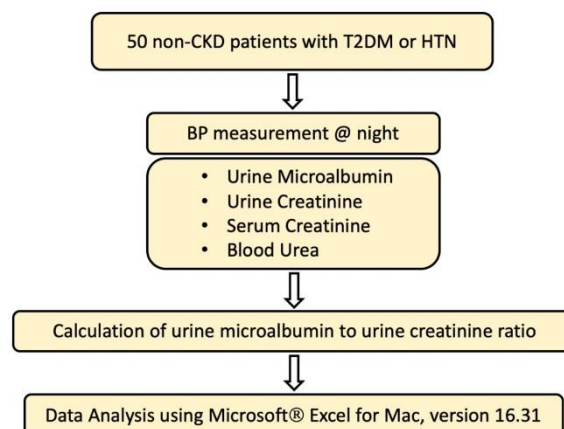 50 non-CKD patients with T2DM or HTN
BP measurement @ night
• Urine Microalbumin
• Urine Creatinine
• Serum Creatinine
• Blood Urea
Calculation of urine microalbumin to urine creatinine ratio
Data Analysis using Microsoft® Excel for Mac, version 16.31